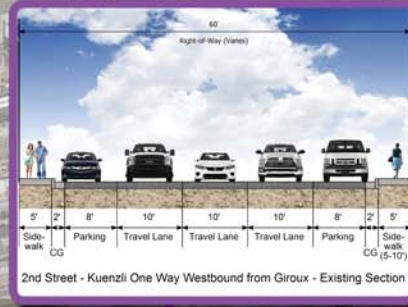 60'
Right-of-Way (Varies)
5' 2' 8' 10' 10' 10' 8' 2' 5'
Side-walk CG Parking Travel Lane Travel Lane Travel Lane Parking CG Side-walk (5-10')
2nd Street - Kuenzli One Way Westbound from Giroux - Existing Section